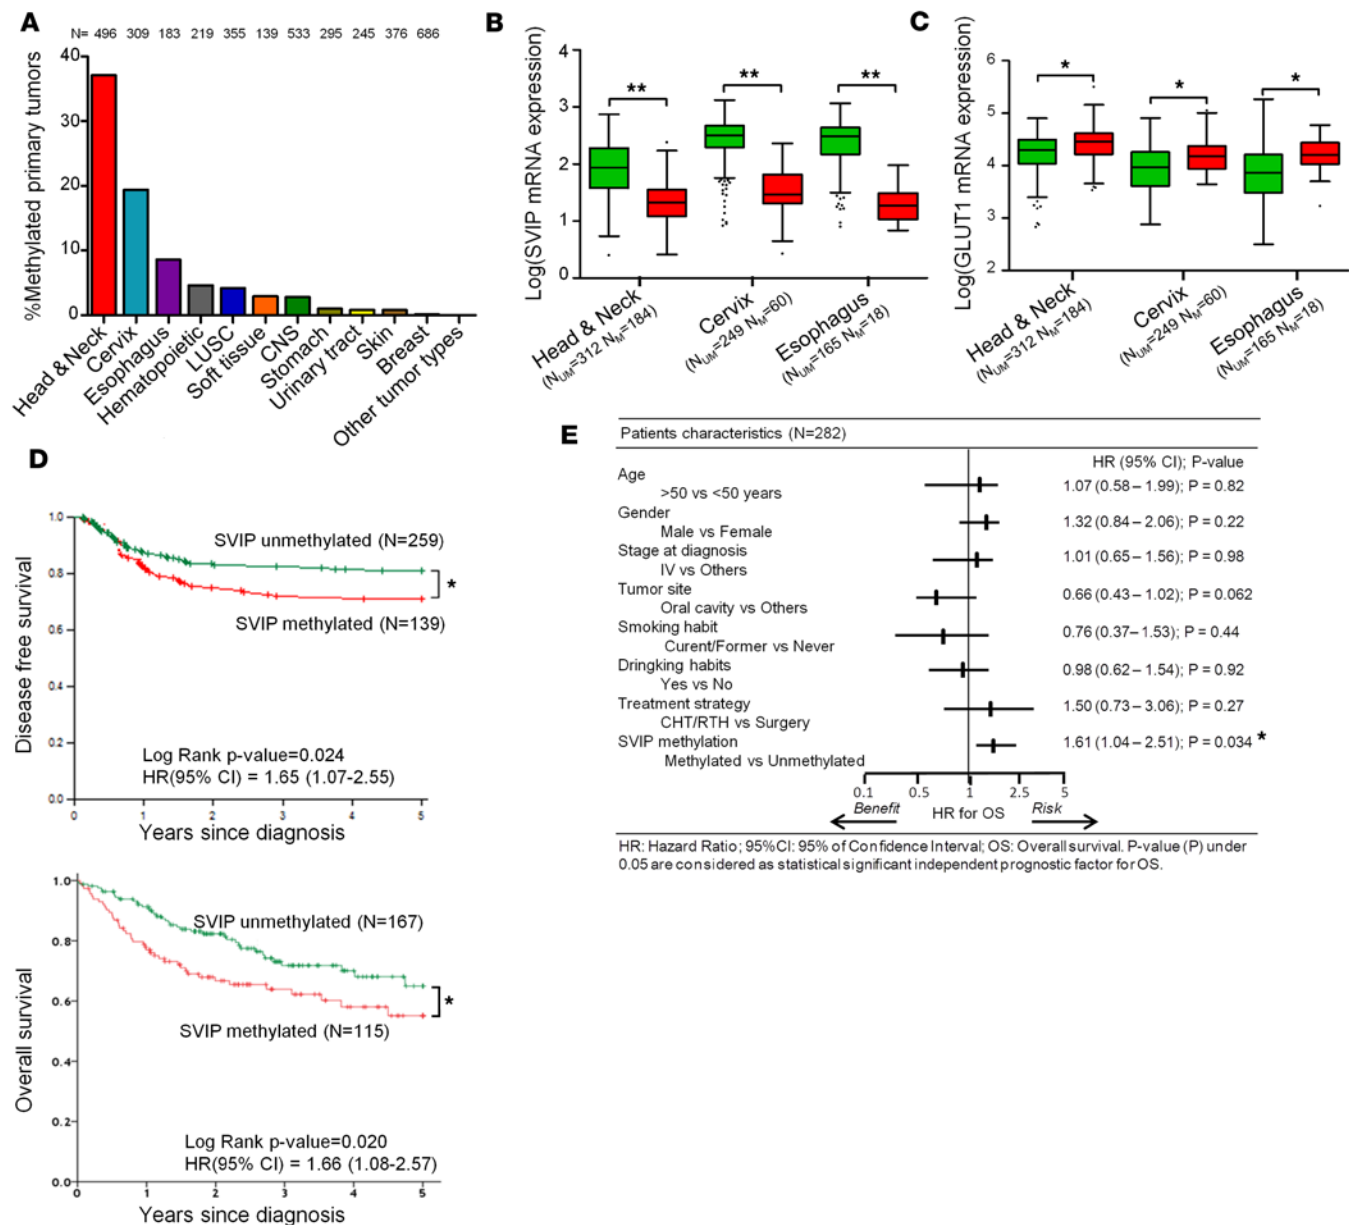 A
N= 496 309 183 219 355 139 533 295 245 376 686
%Methylated primary tumors
40
30
20
10
0
Head & Neck
Cervix
Esophagus
Hematopoietic
LUSC
Soft tissue
CNS
Stomach
Urinary tract
Skin
Breast
Other tumor types
B
Log(SVIP mRNA expression)
4
3
2
1
0
**
**
**
Head & Neck
(NUM=312 NM=184)
Cervix
(NUM=249 NM=60)
Esophagus
(NUM=165 NM=18)
C
Log(GLUT1 mRNA expression)
6
5
4
3
2
*
*
*
Head & Neck
(NUM=312 NM=184)
Cervix
(NUM=249 NM=60)
Esophagus
(NUM=165 NM=18)
D
Disease free survival
1.0
0.8
0.6
0.4
0.2
0.0
SVIP unmethylated (N=259)
*
SVIP methylated (N=139)
Log Rank p-value=0.024
HR(95% CI) = 1.65 (1.07-2.55)
0 1 2 3 4 5
Years since diagnosis
Overall survival
1.0
0.8
0.6
0.4
0.2
0.0
SVIP unmethylated (N=167)
*
SVIP methylated (N=115)
Log Rank p-value=0.020
HR(95% CI) = 1.66 (1.08-2.57)
0 1 2 3 4 5
Years since diagnosis
E
Patients characteristics (N=282)
HR (95% CI); P-value
Age
>50 vs <50 years 1.07 (0.58 – 1.99); P = 0.82
Gender
Male vs Female 1.32 (0.84 – 2.06); P = 0.22
Stage at diagnosis
IV vs Others 1.01 (0.65 – 1.56); P = 0.98
Tumor site
Oral cavity vs Others 0.66 (0.43 – 1.02); P = 0.062
Smoking habit
Curent/Former vs Never 0.76 (0.37– 1.53); P = 0.44
Dringking habits
Yes vs No 0.98 (0.62 – 1.54); P = 0.92
Treatment strategy
CHT/RTH vs Surgery 1.50 (0.73 – 3.06); P = 0.27
SVIP methylation
Methylated vs Unmethylated 1.61 (1.04 – 2.51); P = 0.034 *
0.1 0.5 1 2.5 5
Benefit HR for OS Risk
HR: Hazard Ratio; 95%CI: 95% of Confidence Interval; OS: Overall survival. P-value (P) under
0.05 are considered as statistical significant independent prognostic factor for OS.